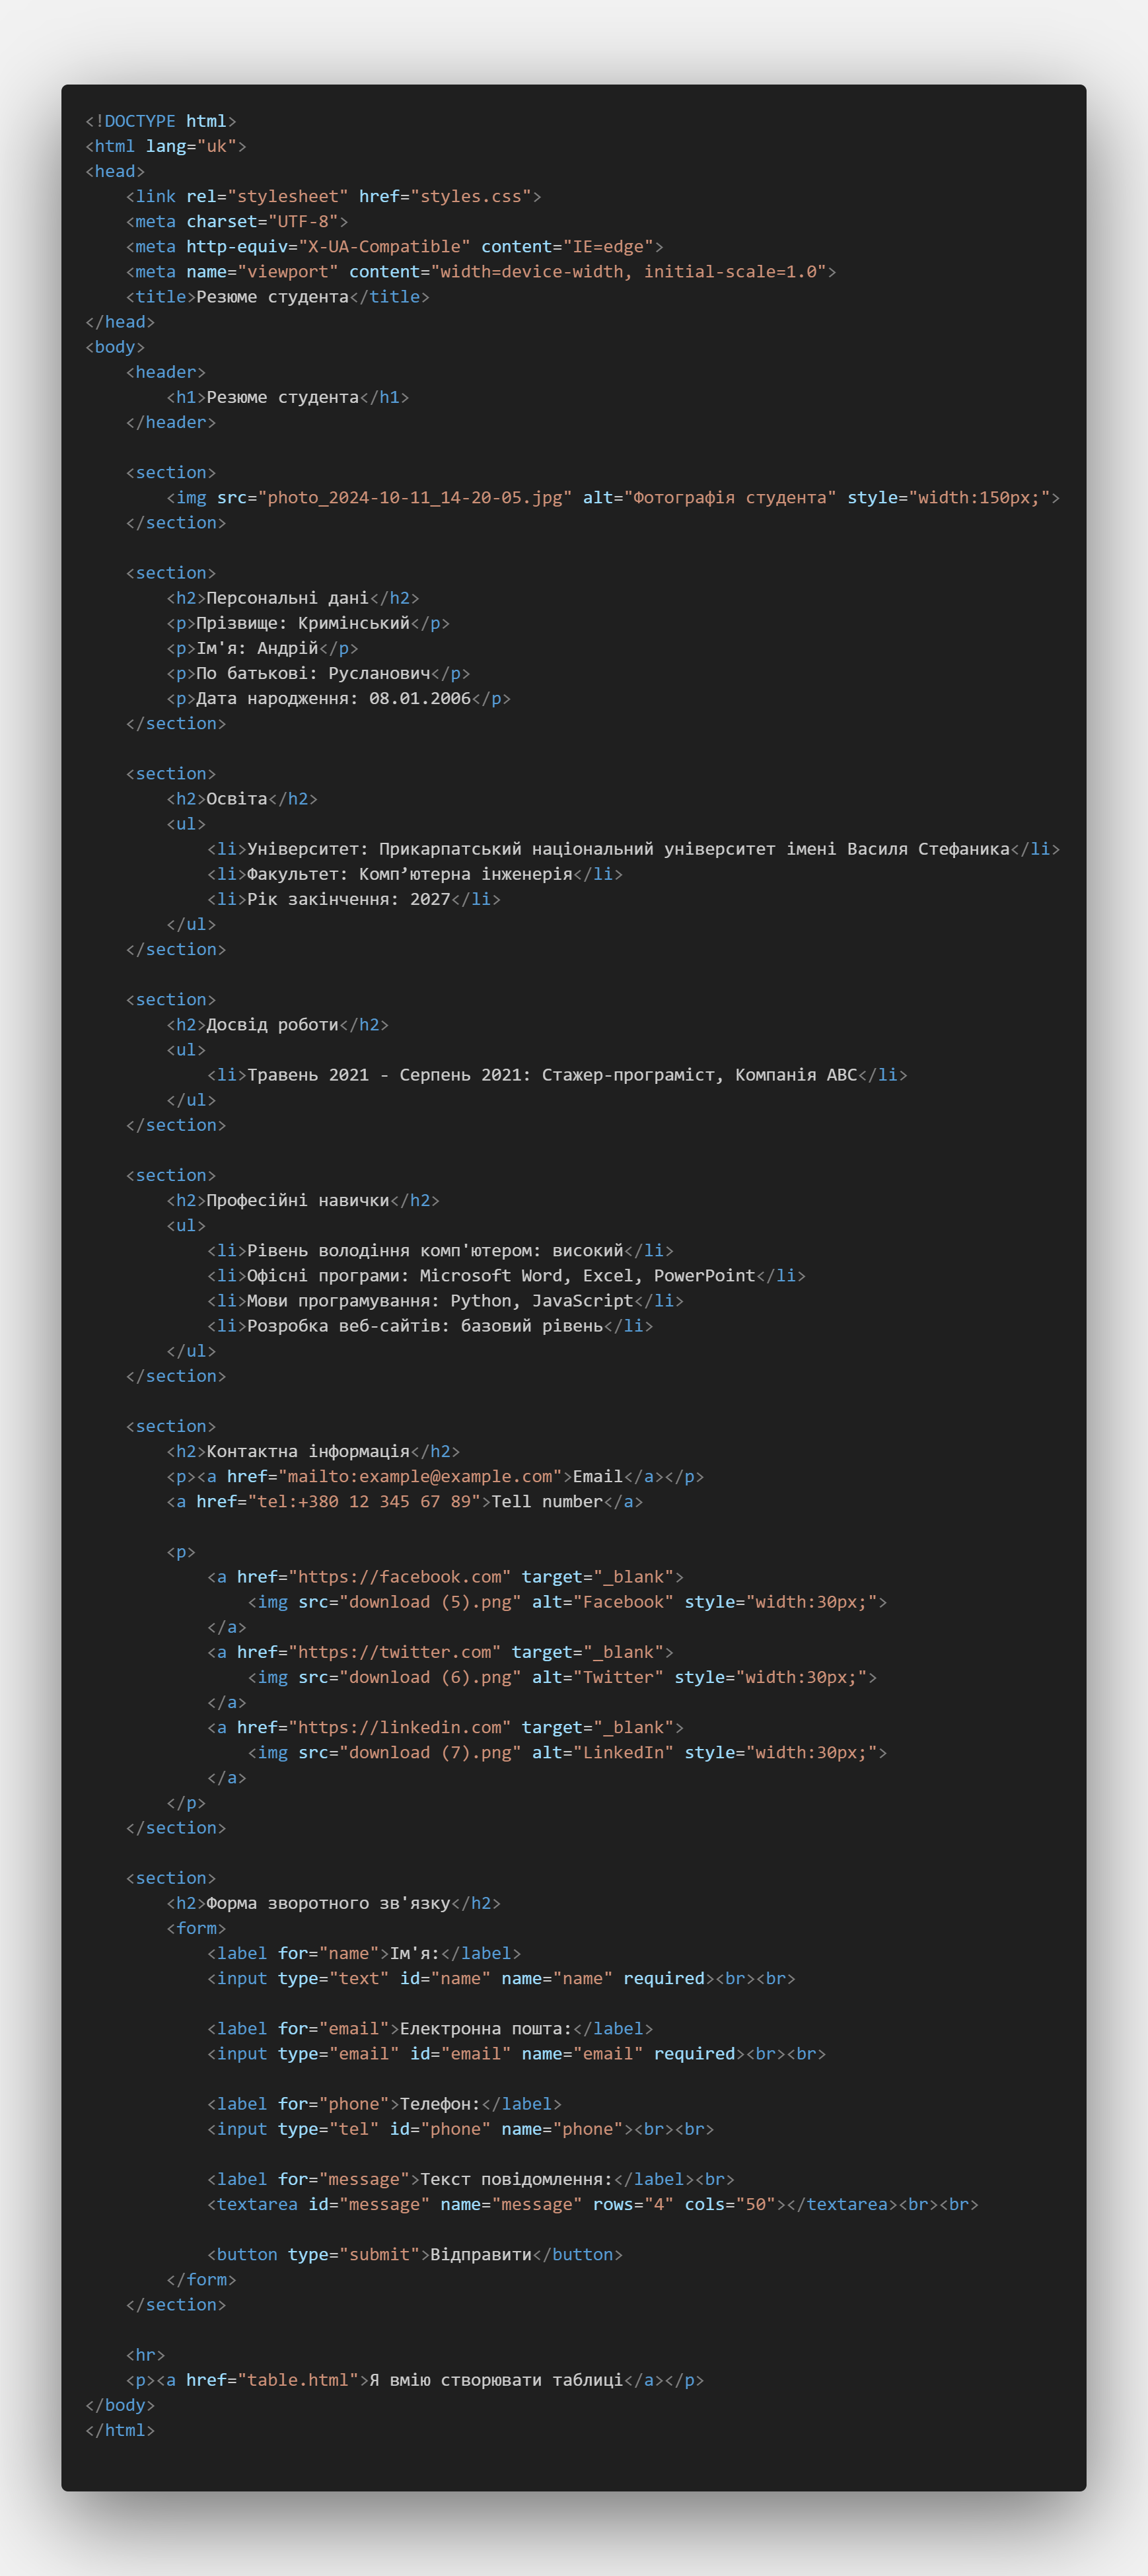 <!DOCTYPE html>
<html lang="uk">
<head>
    <link rel="stylesheet" href="styles.css">
    <meta charset="UTF-8">
    <meta http-equiv="X-UA-Compatible" content="IE=edge">
    <meta name="viewport" content="width=device-width, initial-scale=1.0">
    <title>Резюме студента</title>
</head>
<body>
    <header>
        <h1>Резюме студента</h1>
    </header>

    <section>
        <img src="photo_2024-10-11_14-20-05.jpg" alt="Фотографія студента" style="width:150px;">
    </section>

    <section>
        <h2>Персональні дані</h2>
        <p>Прізвище: Кримінський</p>
        <p>Ім'я: Андрій</p>
        <p>По батькові: Русланович</p>
        <p>Дата народження: 08.01.2006</p>
    </section>

    <section>
        <h2>Освіта</h2>
        <ul>
            <li>Університет: Прикарпатський національний університет імені Василя Стефаника</li>
            <li>Факультет: Комп’ютерна інженерія</li>
            <li>Рік закінчення: 2027</li>
        </ul>
    </section>

    <section>
        <h2>Досвід роботи</h2>
        <ul>
            <li>Травень 2021 - Серпень 2021: Стажер-програміст, Компанія ABC</li>
        </ul>
    </section>

    <section>
        <h2>Професійні навички</h2>
        <ul>
            <li>Рівень володіння комп'ютером: високий</li>
            <li>Офісні програми: Microsoft Word, Excel, PowerPoint</li>
            <li>Мови програмування: Python, JavaScript</li>
            <li>Розробка веб-сайтів: базовий рівень</li>
        </ul>
    </section>

    <section>
        <h2>Контактна інформація</h2>
        <p><a href="mailto:example@example.com">Email</a></p>
        <a href="tel:+380 12 345 67 89">Tell number</a>

        <p>
            <a href="https://facebook.com" target="_blank">
                <img src="download (5).png" alt="Facebook" style="width:30px;">
            </a>
            <a href="https://twitter.com" target="_blank">
                <img src="download (6).png" alt="Twitter" style="width:30px;">
            </a>
            <a href="https://linkedin.com" target="_blank">
                <img src="download (7).png" alt="LinkedIn" style="width:30px;">
            </a>
        </p>
    </section>

    <section>
        <h2>Форма зворотного зв'язку</h2>
        <form>
            <label for="name">Ім'я:</label>
            <input type="text" id="name" name="name" required><br><br>

            <label for="email">Електронна пошта:</label>
            <input type="email" id="email" name="email" required><br><br>

            <label for="phone">Телефон:</label>
            <input type="tel" id="phone" name="phone"><br><br>

            <label for="message">Текст повідомлення:</label><br>
            <textarea id="message" name="message" rows="4" cols="50"></textarea><br><br>

            <button type="submit">Відправити</button>
        </form>
    </section>

    <hr>
    <p><a href="table.html">Я вмію створювати таблиці</a></p>
</body>
</html>